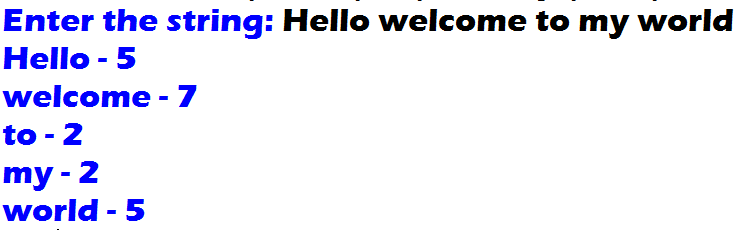 Enter the string: Hello welcome to my world
Hello - 5
welcome - 7
to - 2
my - 2
world - 5